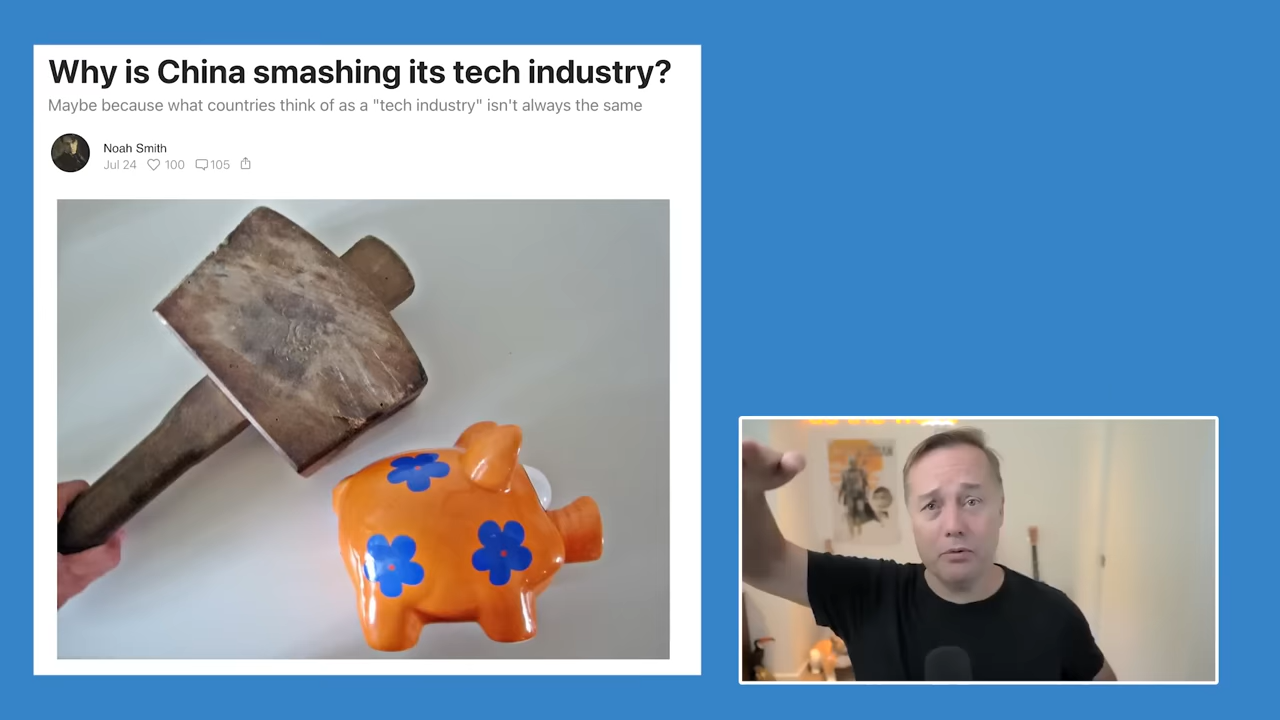 Why is China smashing its tech industry?
Maybe because what countries think of as a "tech industry" isn't always the same
Noah Smith
Jul 24 100 105